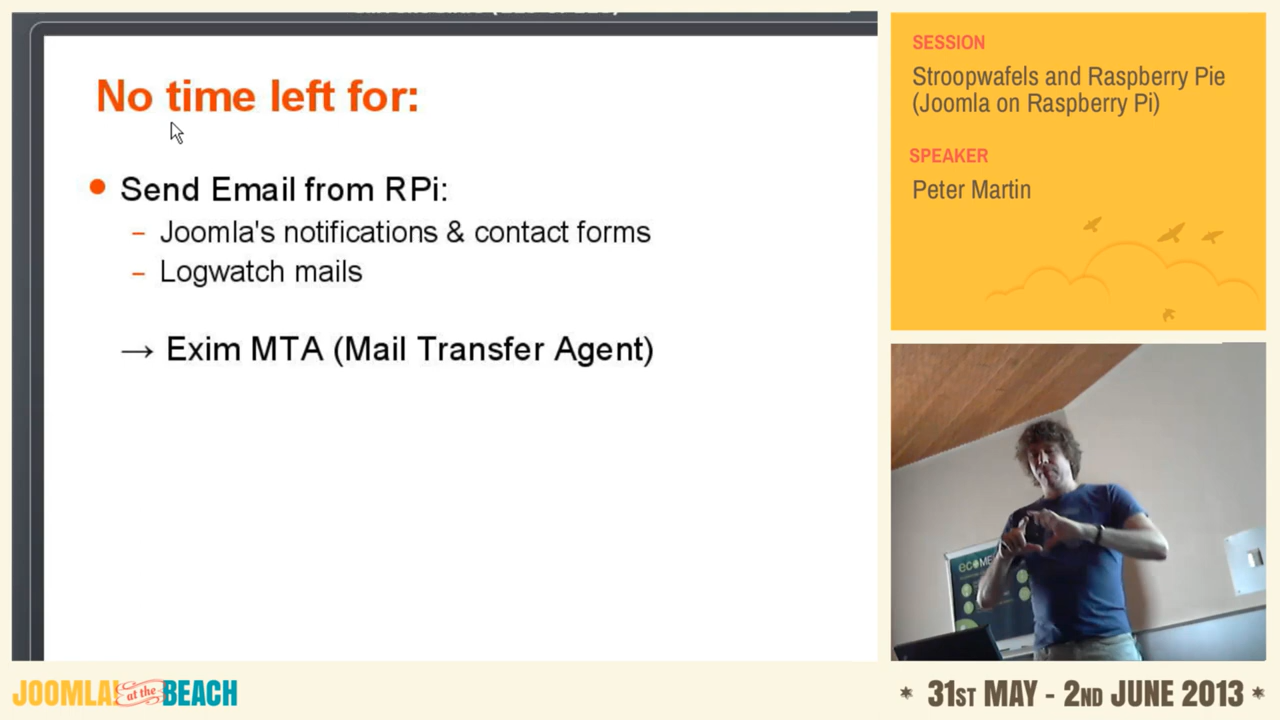 No time left for:
Send Email from RPi:
– Joomla's notifications & contact forms
– Logwatch mails
→ Exim MTA (Mail Transfer Agent)
SESSION
Stroopwafels and Raspberry Pie
(Joomla on Raspberry Pi)
SPEAKER
Peter Martin
JOOMLA! at the BEACH
* 31ST MAY - 2ND JUNE 2013 *